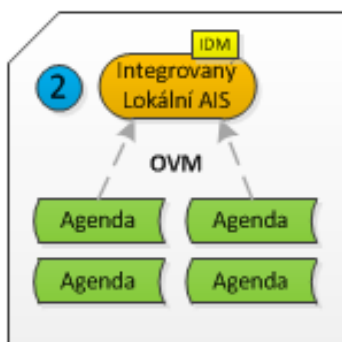 IDM
2
Integrovaný
Lokální AIS
OVM
Agenda
Agenda
Agenda
Agenda